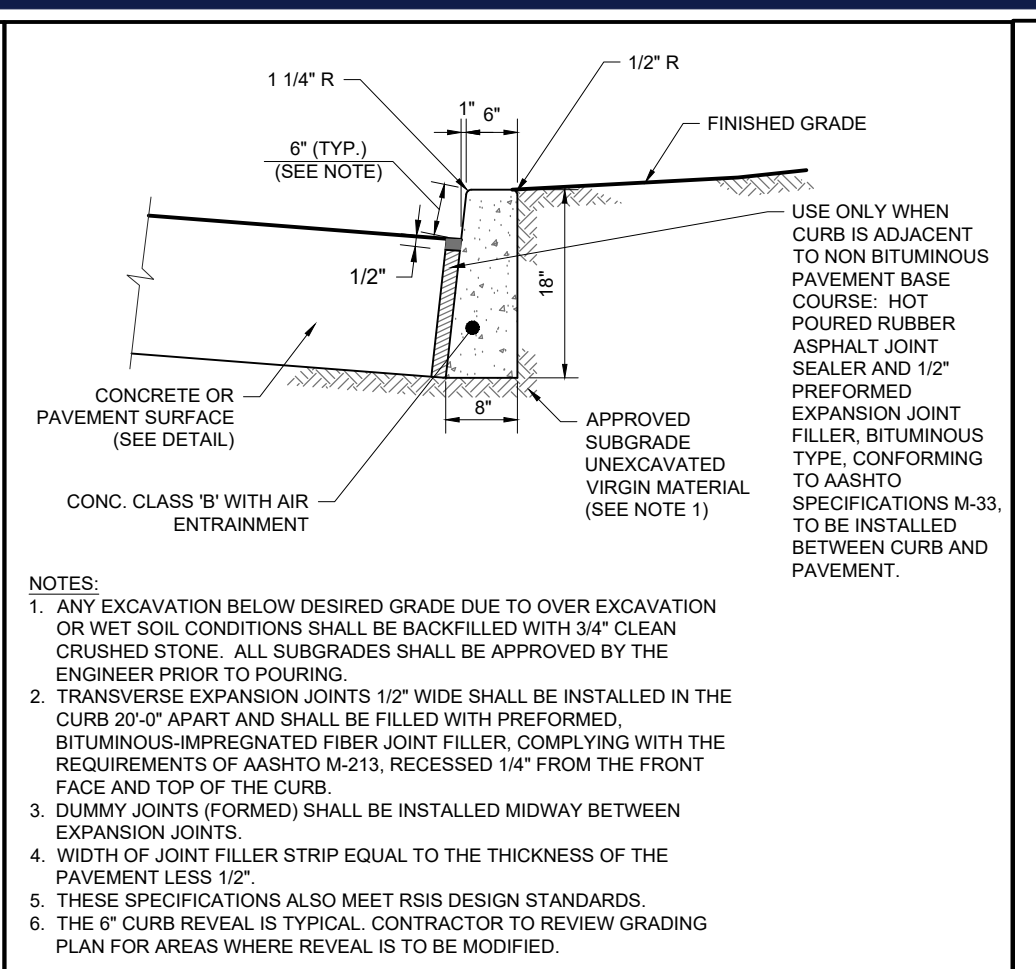 1 1/4" R
1/2" R
1"
6"
FINISHED GRADE
6" (TYP.)
(SEE NOTE)
1/2"
18"
8"
USE ONLY WHEN
CURB IS ADJACENT
TO NON BITUMINOUS
PAVEMENT BASE
COURSE: HOT
POURED RUBBER
ASPHALT JOINT
SEALER AND 1/2"
PREFORMED
EXPANSION JOINT
FILLER, BITUMINOUS
TYPE, CONFORMING
TO AASHTO
SPECIFICATIONS M-33,
TO BE INSTALLED
BETWEEN CURB AND
PAVEMENT.
CONCRETE OR
PAVEMENT SURFACE
(SEE DETAIL)
APPROVED
SUBGRADE
UNEXCAVATED
VIRGIN MATERIAL
(SEE NOTE 1)
CONC. CLASS 'B' WITH AIR
ENTRAINMENT
NOTES:
1. ANY EXCAVATION BELOW DESIRED GRADE DUE TO OVER EXCAVATION
OR WET SOIL CONDITIONS SHALL BE BACKFILLED WITH 3/4" CLEAN
CRUSHED STONE. ALL SUBGRADES SHALL BE APPROVED BY THE
ENGINEER PRIOR TO POURING.
2. TRANSVERSE EXPANSION JOINTS 1/2" WIDE SHALL BE INSTALLED IN THE
CURB 20'-0" APART AND SHALL BE FILLED WITH PREFORMED,
BITUMINOUS-IMPREGNATED FIBER JOINT FILLER, COMPLYING WITH THE
REQUIREMENTS OF AASHTO M-213, RECESSED 1/4" FROM THE FRONT
FACE AND TOP OF THE CURB.
3. DUMMY JOINTS (FORMED) SHALL BE INSTALLED MIDWAY BETWEEN
EXPANSION JOINTS.
4. WIDTH OF JOINT FILLER STRIP EQUAL TO THE THICKNESS OF THE
PAVEMENT LESS 1/2".
5. THESE SPECIFICATIONS ALSO MEET RSIS DESIGN STANDARDS.
6. THE 6" CURB REVEAL IS TYPICAL. CONTRACTOR TO REVIEW GRADING
PLAN FOR AREAS WHERE REVEAL IS TO BE MODIFIED.